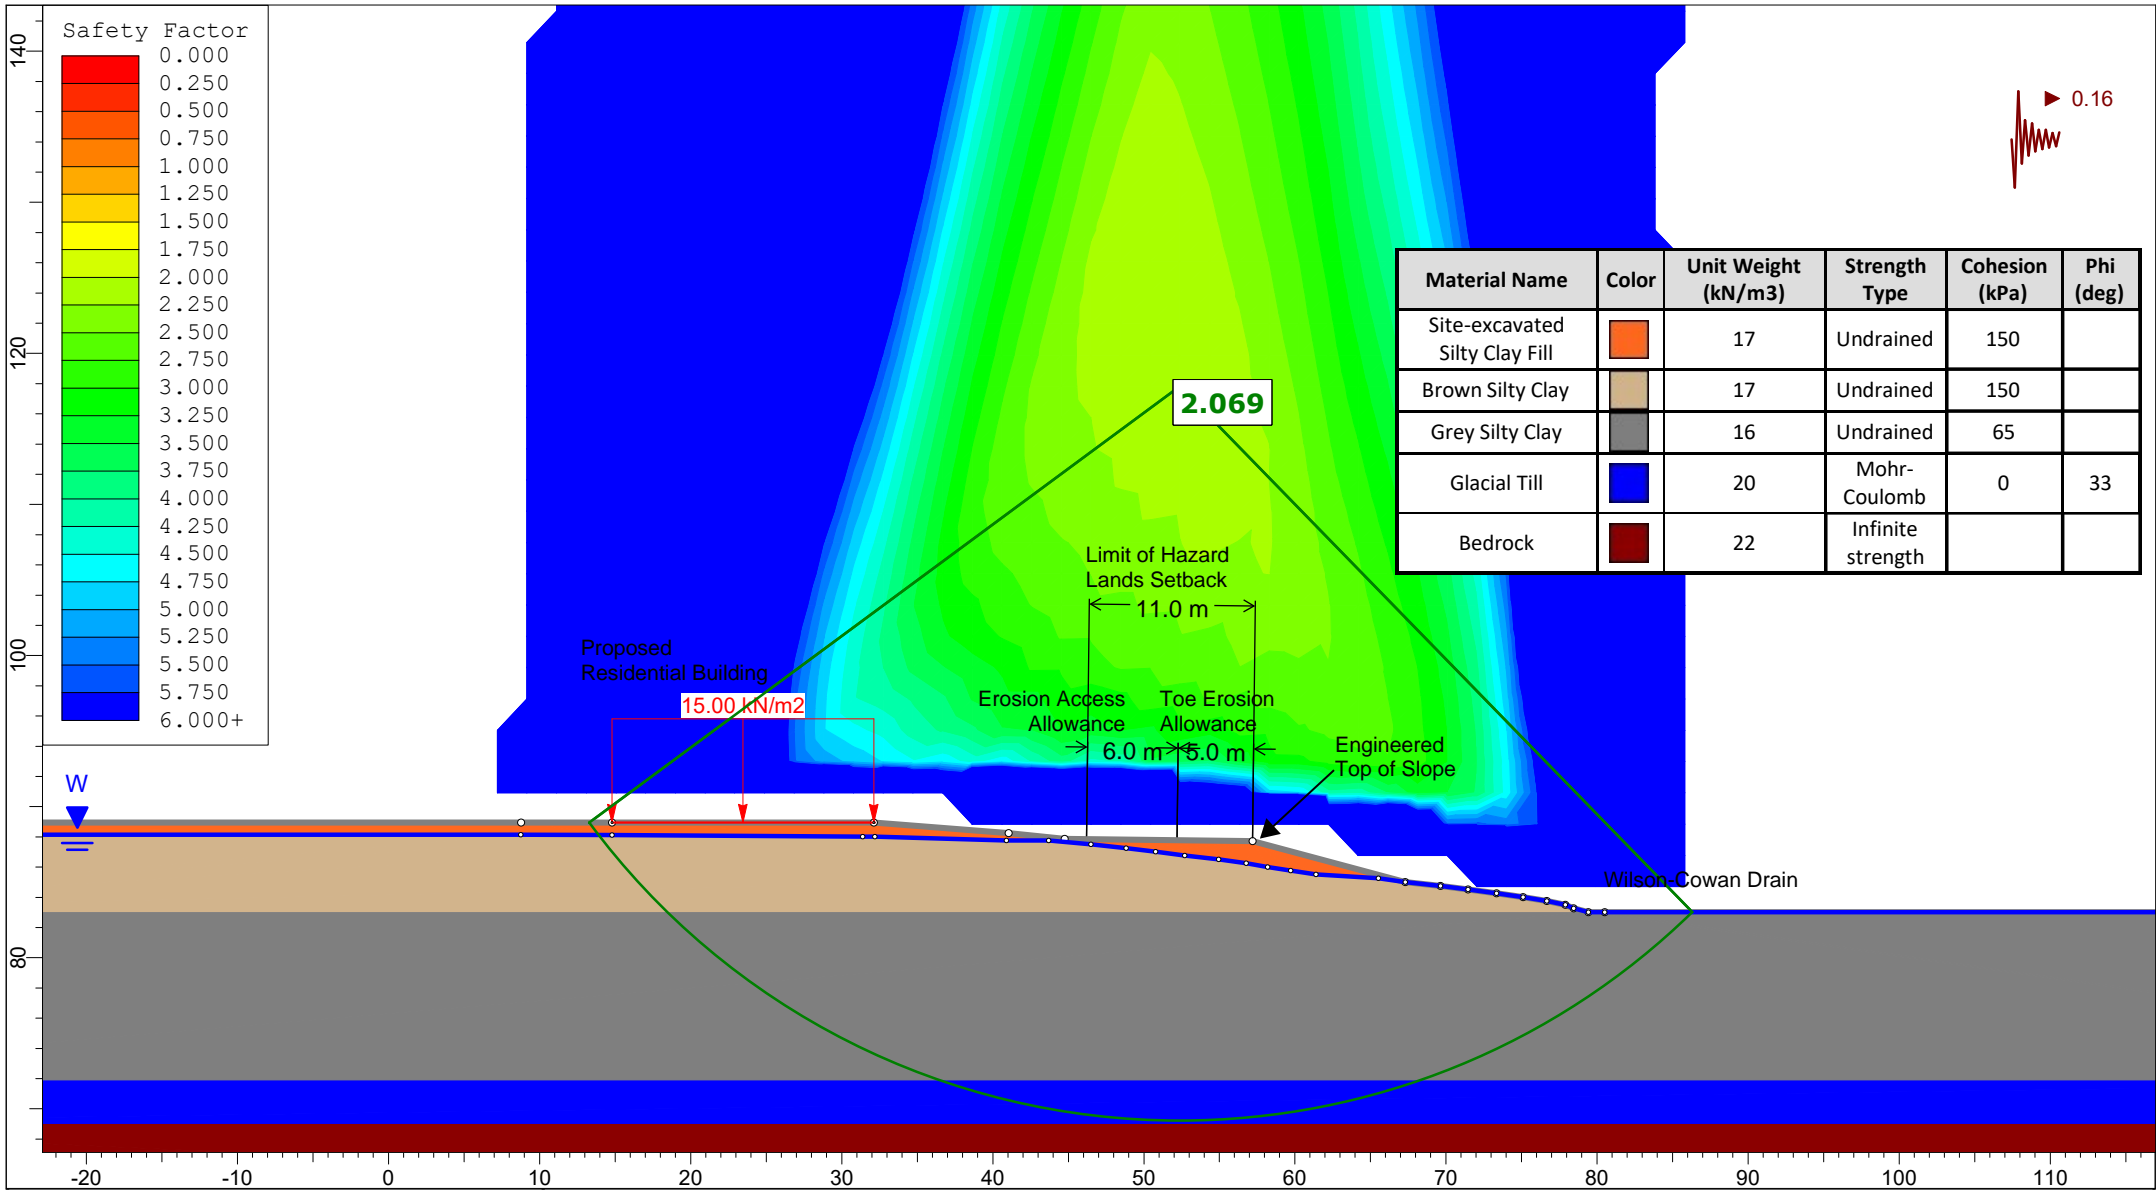 Safety Factor
0.000
0.250
0.500
0.750
1.000
1.250
1.500
1.750
2.000
2.250
2.500
2.750
3.000
3.250
3.500
3.750
4.000
4.250
4.500
4.750
5.000
5.250
5.500
5.750
6.000+
0.16
Material Name Color Unit Weight (kN/m3) Strength Type Cohesion (kPa) Phi (deg)
Site-excavated Silty Clay Fill 17 Undrained 150
Brown Silty Clay 17 Undrained 150
Grey Silty Clay 16 Undrained 65
Glacial Till 20 Mohr-Coulomb 0 33
Bedrock 22 Infinite strength
2.069
Limit of Hazard
Lands Setback
11.0 m
Proposed
Residential Building
15.00 kN/m2
Erosion Access
Allowance
6.0 m
Toe Erosion
Allowance
5.0 m
Engineered
Top of Slope
W
Wilson-Cowan Drain
140
120
100
80
-20 -10 0 10 20 30 40 50 60 70 80 90 100 110